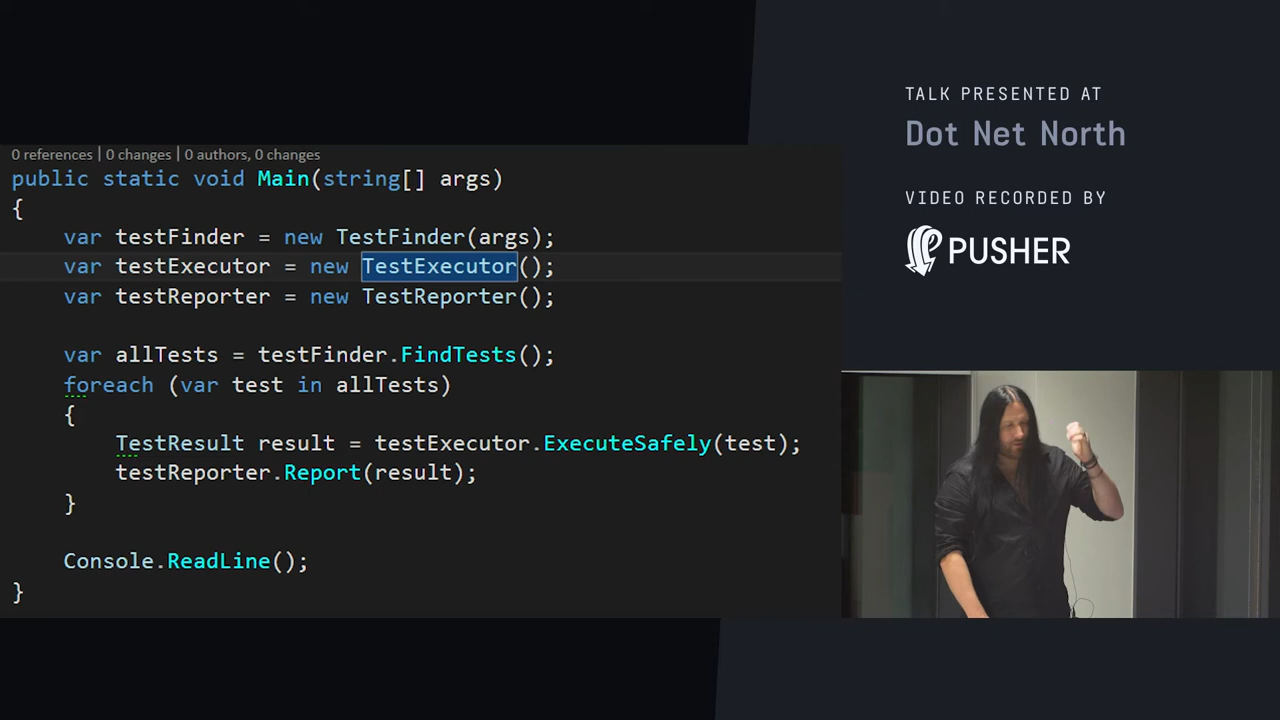 0 references | 0 changes | 0 authors, 0 changes
public static void Main(string[] args)
{
    var testFinder = new TestFinder(args);
    var testExecutor = new TestExecutor();
    var testReporter = new TestReporter();

    var allTests = testFinder.FindTests();
    foreach (var test in allTests)
    {
        TestResult result = testExecutor.ExecuteSafely(test);
        testReporter.Report(result);
    }

    Console.ReadLine();
}
TALK PRESENTED AT
Dot Net North
VIDEO RECORDED BY
PUSHER